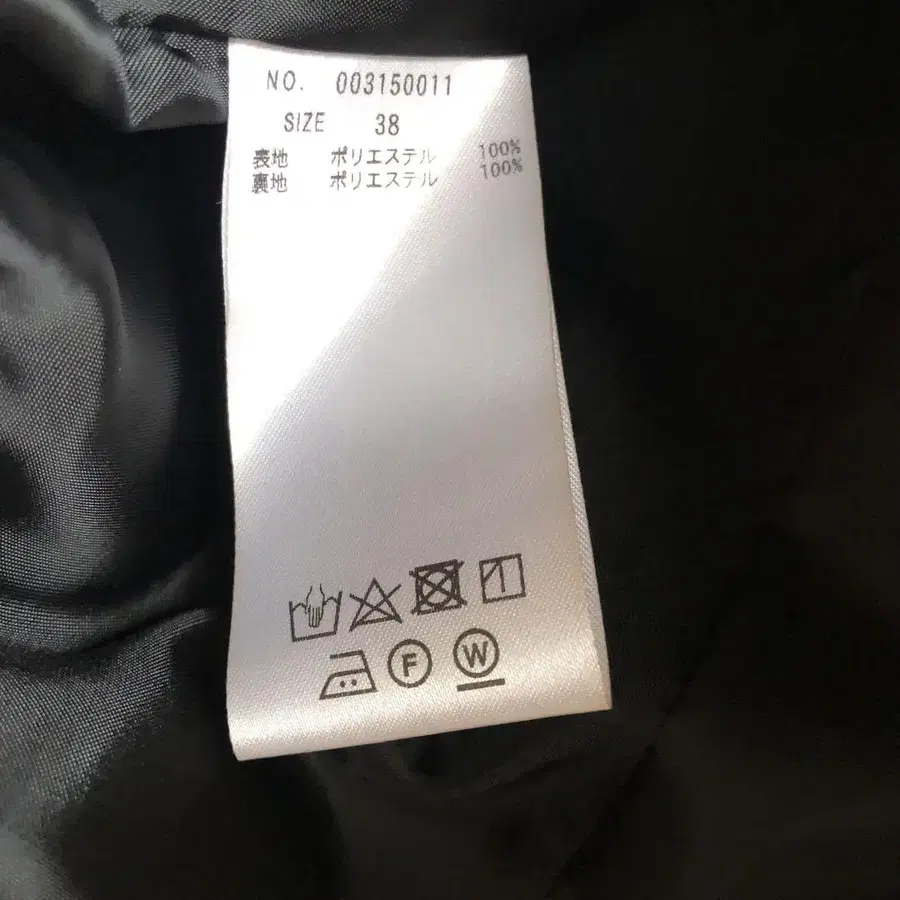 NO. 003150011
SIZE 38
表地 ポリエステル 100%
裏地 ポリエステル 100%
F W